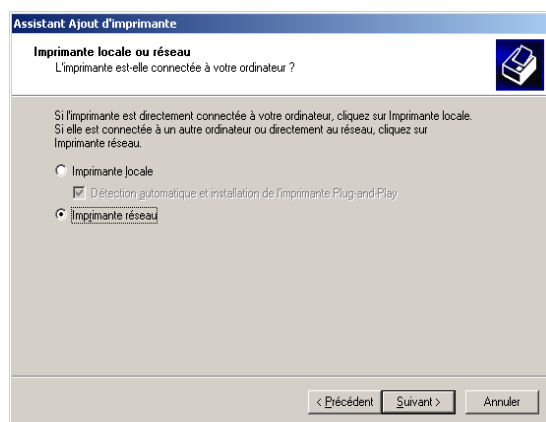 Assistant Ajout d'imprimante
Imprimante locale ou réseau
L'imprimante est-elle connectée à votre ordinateur ?
Si l'imprimante est directement connectée à votre ordinateur, cliquez sur Imprimante locale.
Si elle est connectée à un autre ordinateur ou directement au réseau, cliquez sur
Imprimante réseau.
Imprimante locale
Détection automatique et installation de l'imprimante Plug-and-Play
Imprimante réseau
< Précédent Suivant > Annuler